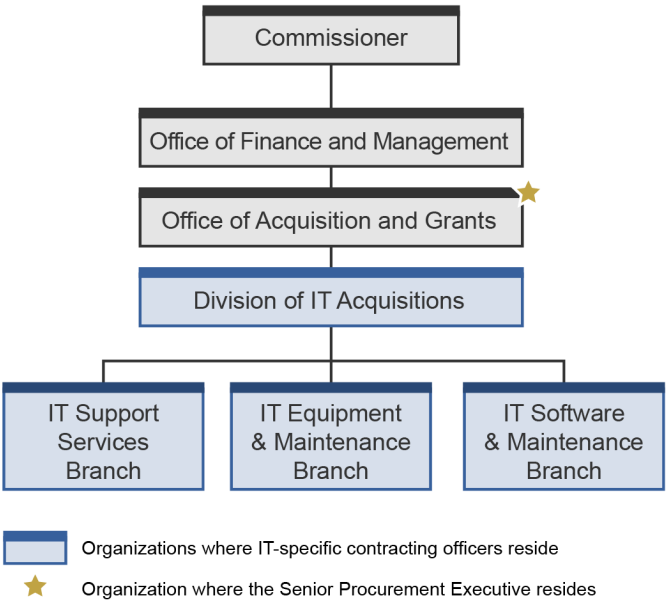 Commissioner
Office of Finance and Management
Office of Acquisition and Grants
Division of IT Acquisitions
IT Support
Services
Branch
IT Equipment
& Maintenance
Branch
IT Software
& Maintenance
Branch
Organizations where IT-specific contracting officers reside
Organization where the Senior Procurement Executive resides